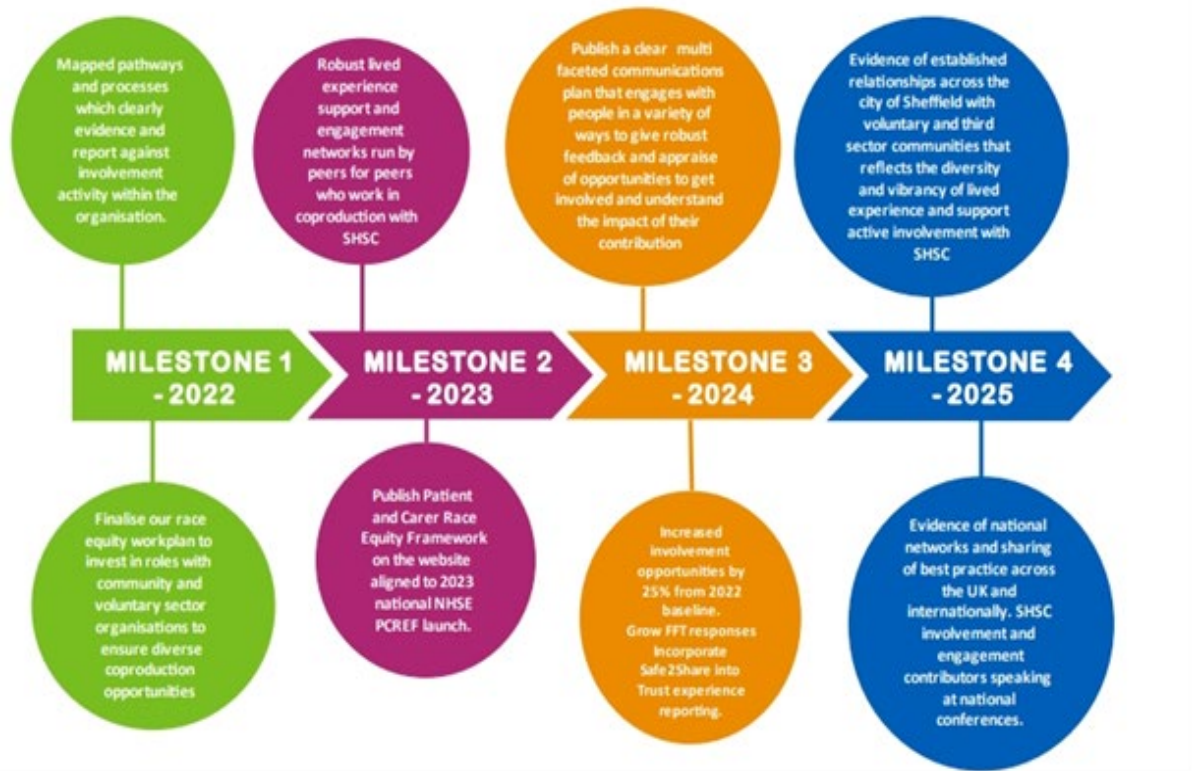 Mapped pathways
and processes
which clearly
evidence and
report against
involvement
activity within the
organisation.
Robust lived
experience
support and
engagement
networks run by
peers for peers
who work in
coproduction with
SHSC
Publish a clear multi
faceted communications
plan that engages with
people in a variety of
ways to give robust
feedback and appraise
of opportunities to get
involved and understand
the impact of their
contribution
Evidence of established
relationships across the
city of Sheffield with
voluntary and third
sector communities that
reflects the diversity
and vibrancy of lived
experience and support
active involvement with
SHSC
MILESTONE 1
- 2022
MILESTONE 2
- 2023
MILESTONE 3
- 2024
MILESTONE 4
- 2025
Finalise our race
equity workplan to
invest in roles with
community and
voluntary sector
organisations to
ensure diverse
coproduction
opportunities
Publish Patient
and Carer Race
Equity Framework
on the website
aligned to 2023
national NHSE
PCREF launch.
Increased
involvement
opportunities by
25% from 2022
baseline.
Grow FFT responses
Incorporate
Safe2Share into
Trust experience
reporting.
Evidence of national
networks and sharing
of best practice across
the UK and
internationally. SHSC
involvement and
engagement
contributors speaking
at national
conferences.